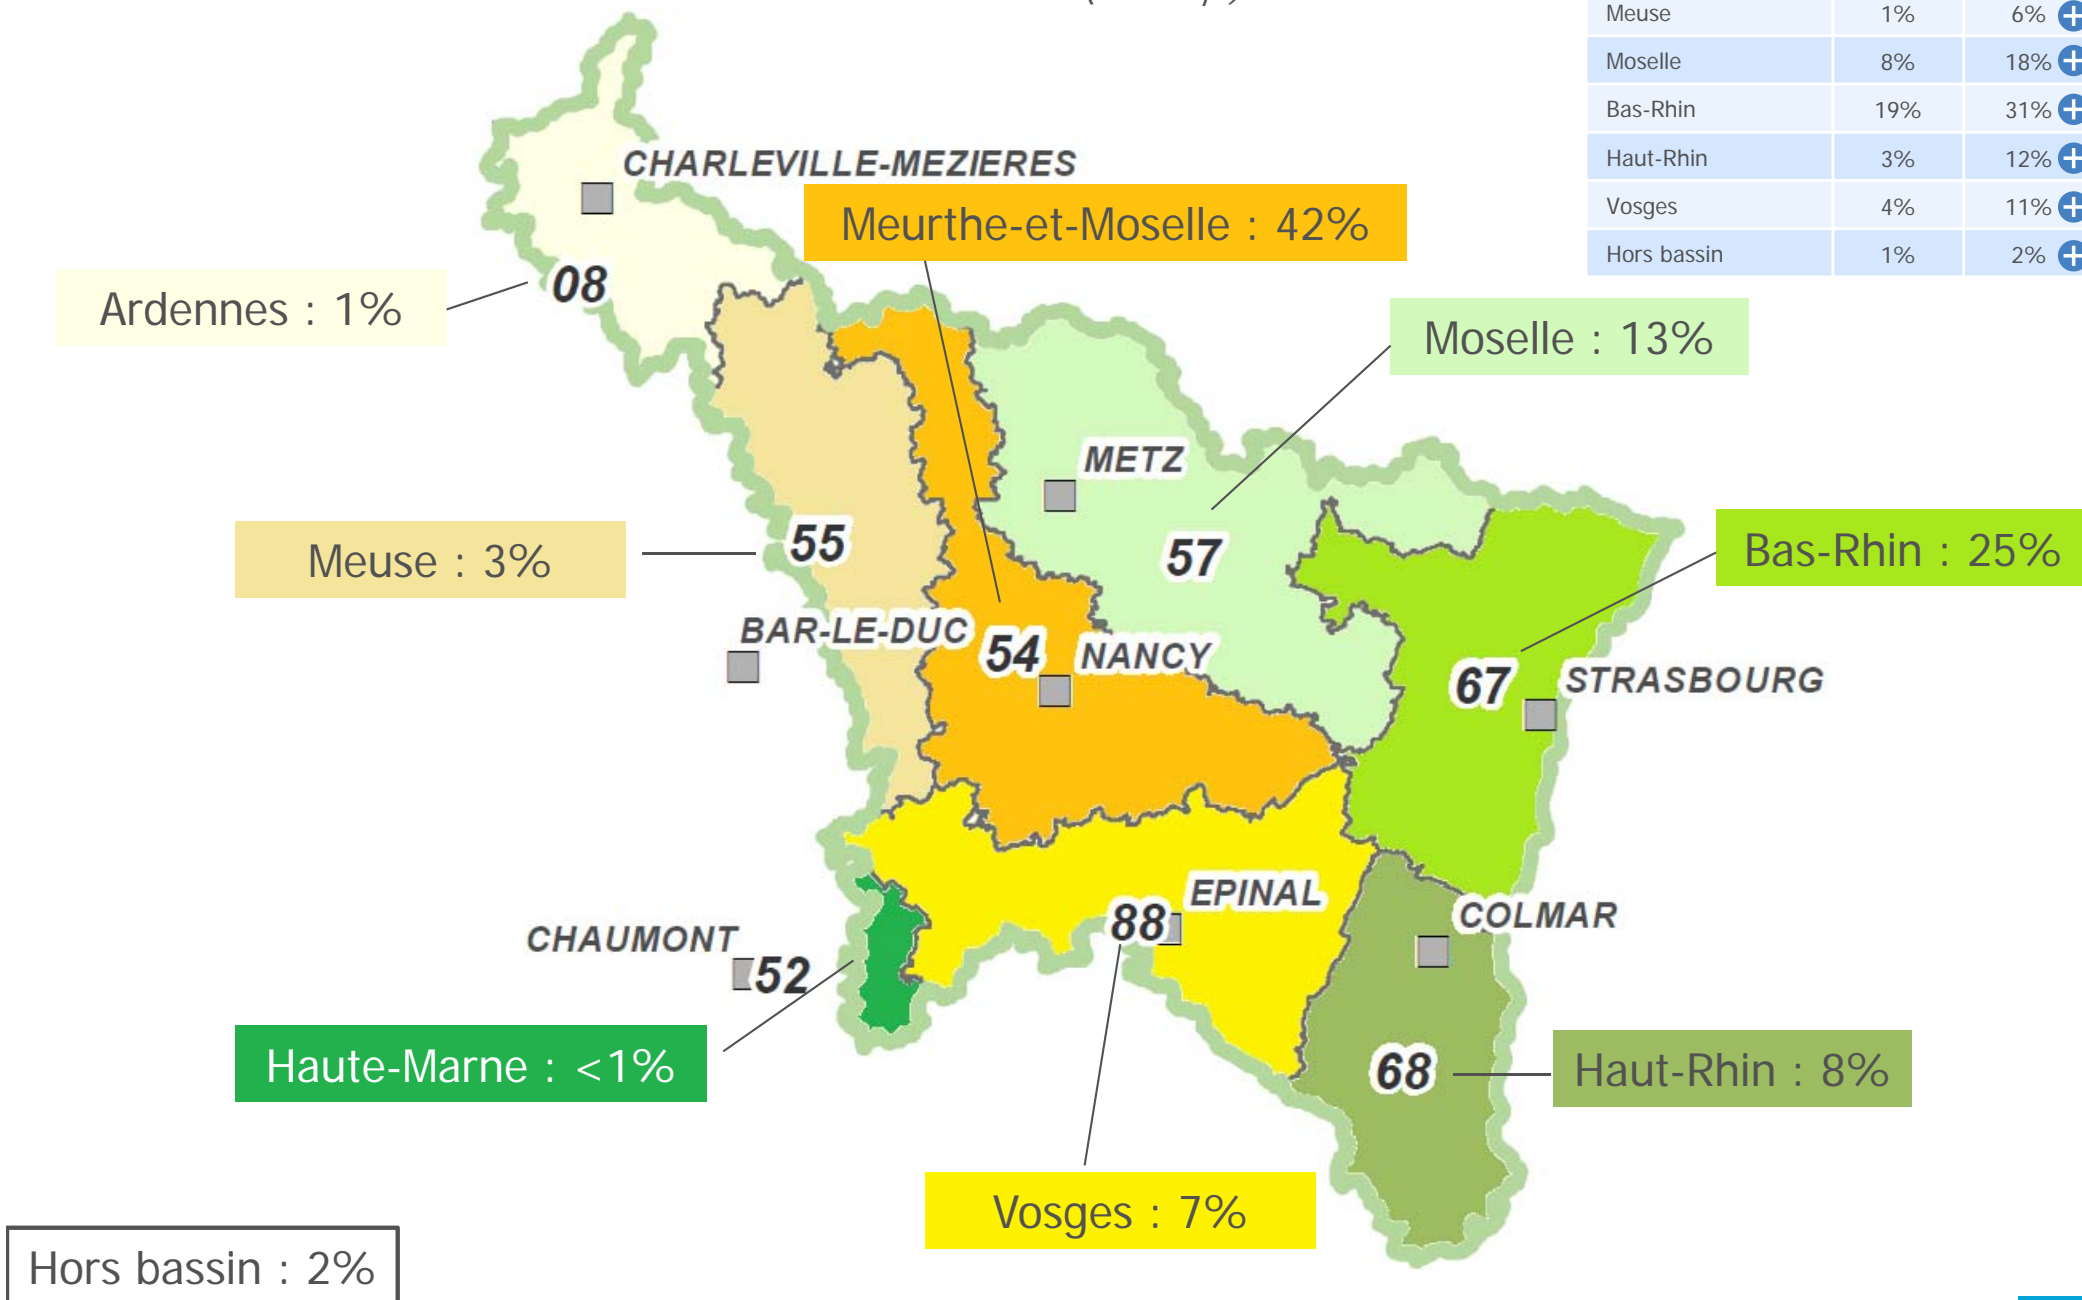 Meuse 1% 6%
Moselle 8% 18%
Bas-Rhin 19% 31%
Haut-Rhin 3% 12%
Vosges 4% 11%
Hors bassin 1% 2%
CHARLEVILLE-MEZIERES
Meurthe-et-Moselle : 42%
08
Ardennes : 1%
Moselle : 13%
METZ
55
57
Meuse : 3%
Bas-Rhin : 25%
BAR-LE-DUC
54
NANCY
67
STRASBOURG
EPINAL
88
COLMAR
CHAUMONT
52
Haute-Marne : <1%
68
Haut-Rhin : 8%
Vosges : 7%
Hors bassin : 2%